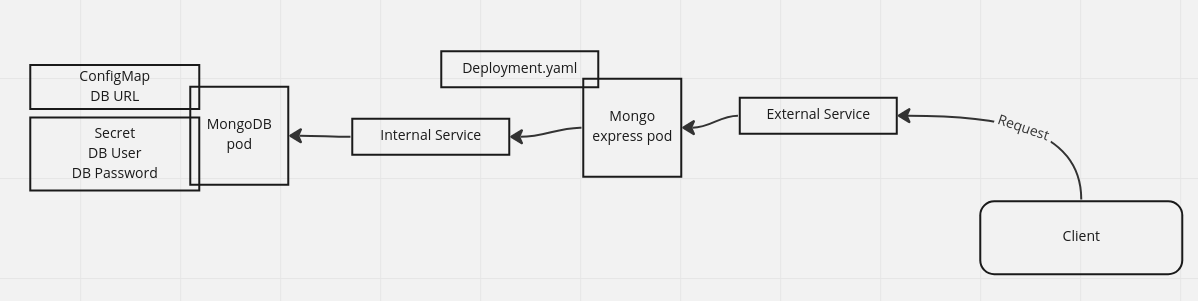 ConfigMap
DB URL
Secret
DB User
DB Password
MongoDB
pod
Internal Service
Deployment.yaml
Mongo
express pod
External Service
Request
Client